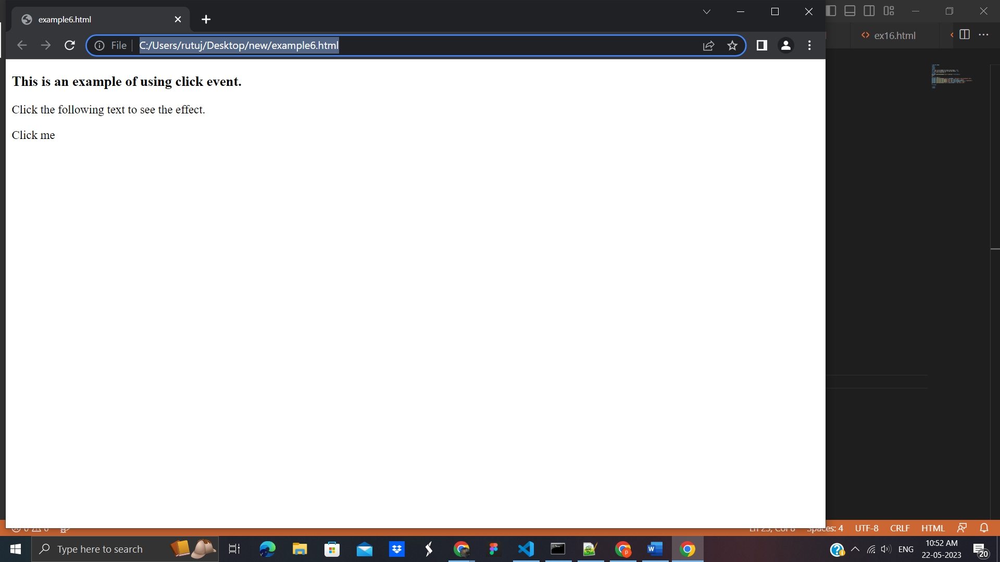 example6.html
File C:/Users/rutuj/Desktop/new/example6.html
ex16.html
This is an example of using click event.
Click the following text to see the effect.
Click me
Spaces: 4 UTF-8 CRLF HTML
Type here to search
ENG
10:52 AM
22-05-2023
20